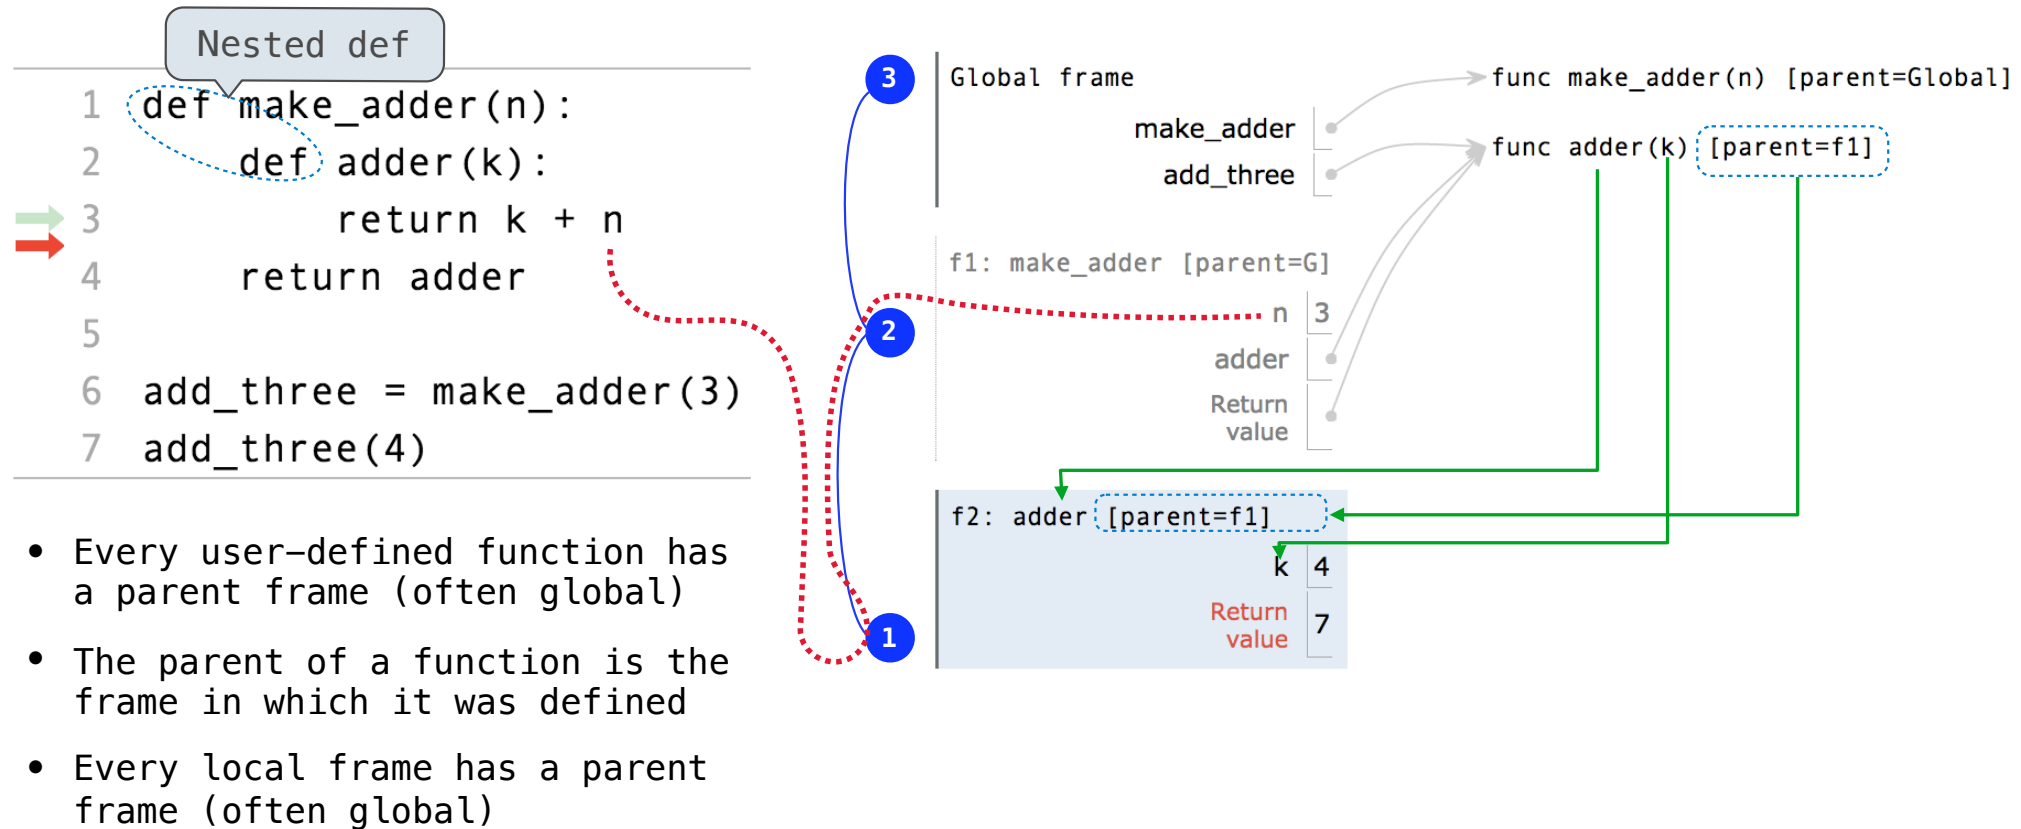 Nested def
1 def make_adder(n):
2     def adder(k):
3         return k + n
4     return adder
5
6 add_three = make_adder(3)
7 add_three(4)
• Every user-defined function has
a parent frame (often global)
• The parent of a function is the
frame in which it was defined
• Every local frame has a parent
frame (often global)
3
2
1
Global frame
make_adder
add_three
func make_adder(n) [parent=Global]
func adder(k) [parent=f1]
f1: make_adder [parent=G]
n 3
adder
Return
value
f2: adder [parent=f1]
k 4
Return
value 7